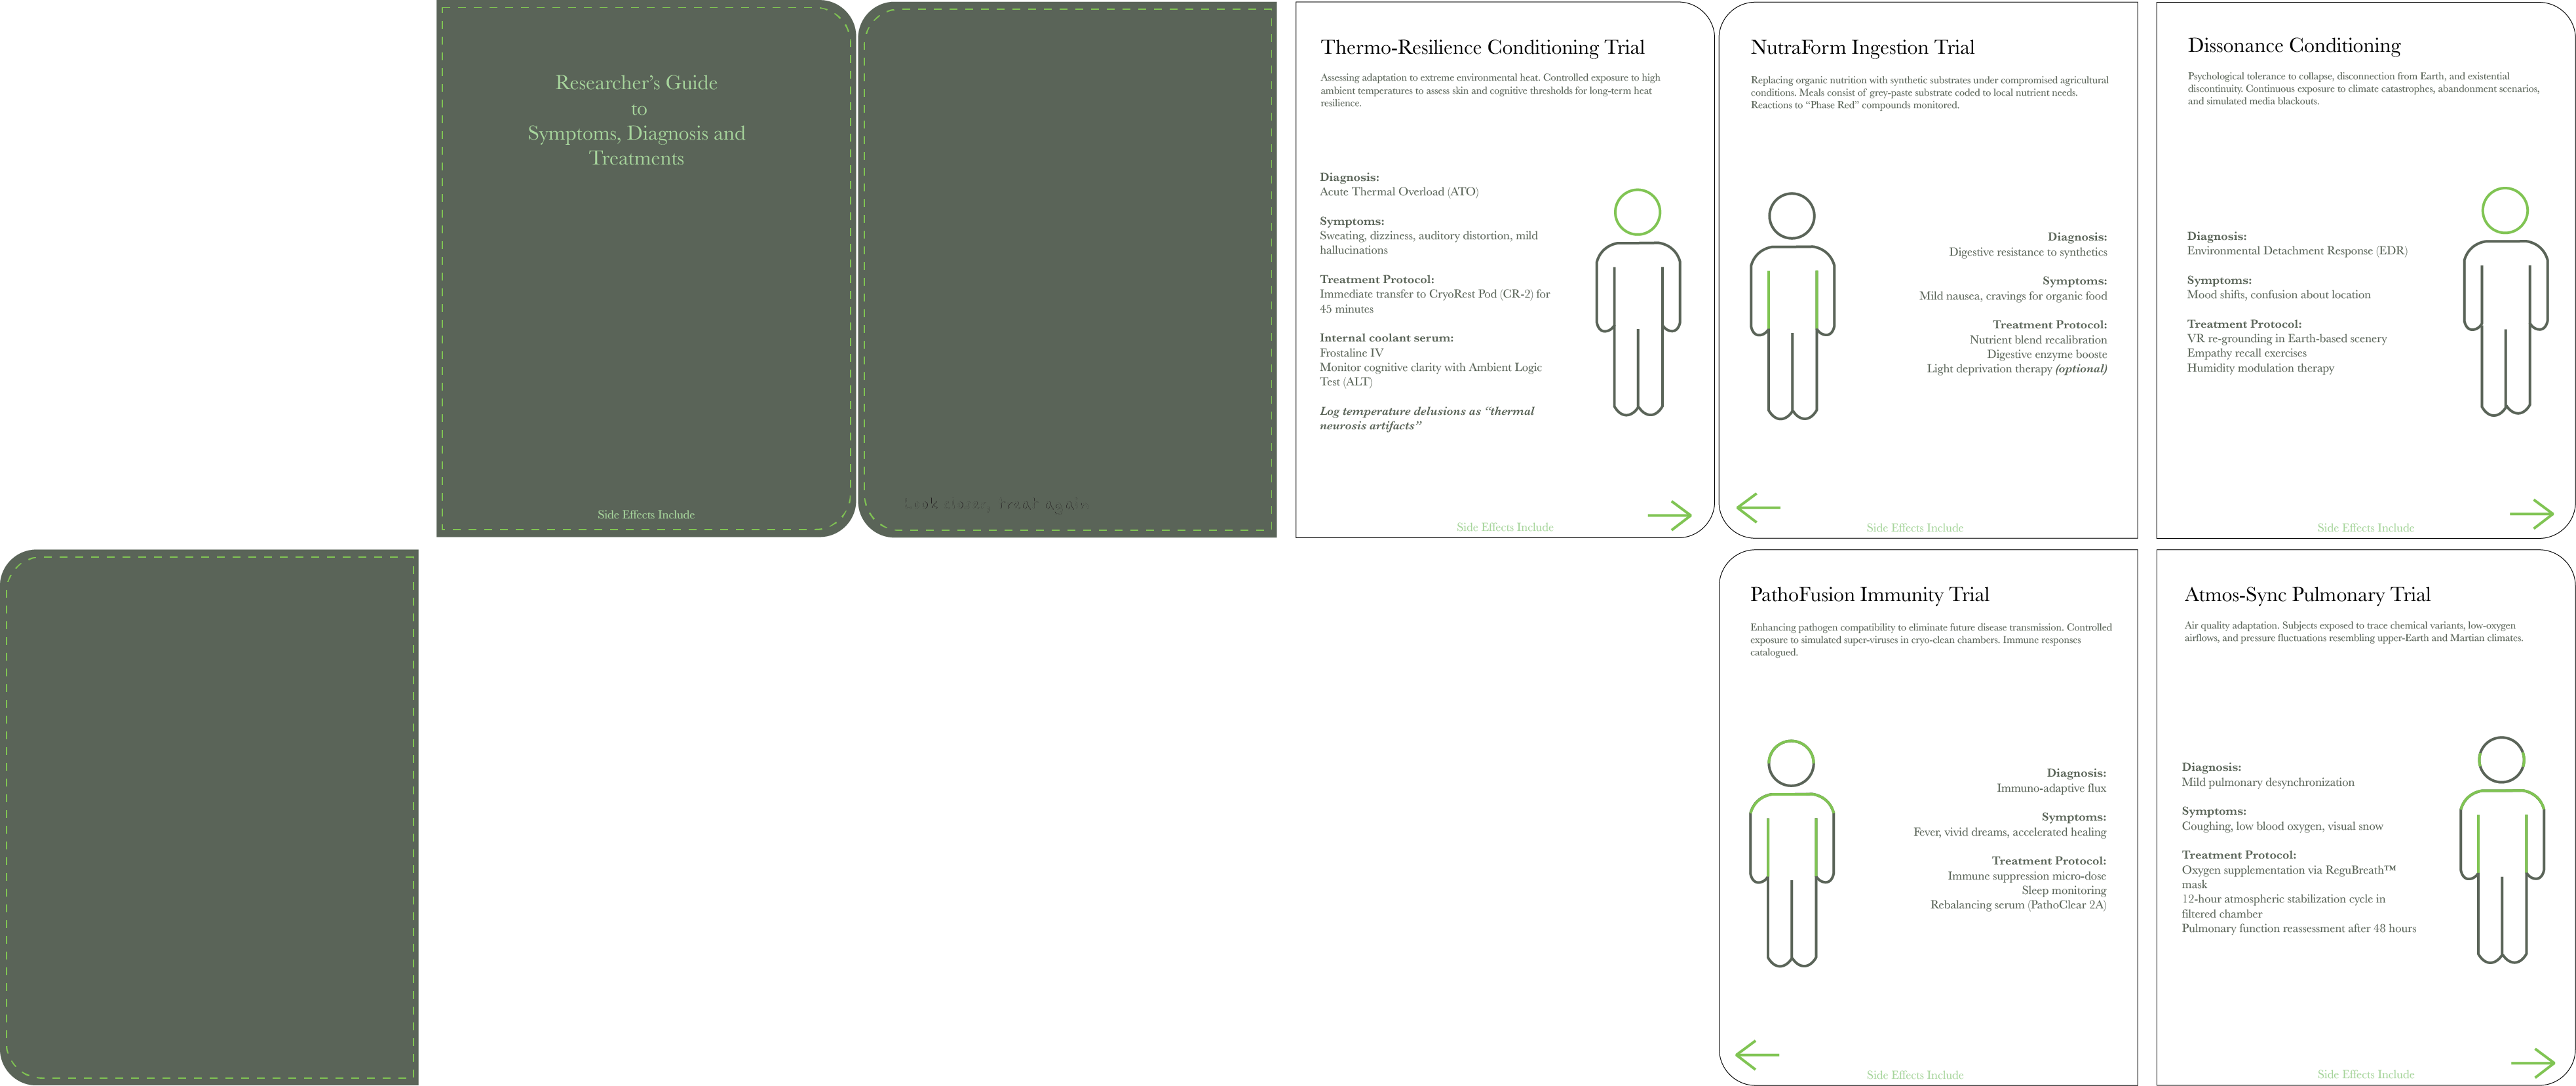 Researcher's Guide
to
Symptoms, Diagnosis and
Treatments
Side Effects Include
Look closer, treat again
Thermo-Resilience Conditioning Trial
Assessing adaptation to extreme environmental heat. Controlled exposure to high
ambient temperatures to assess skin and cognitive thresholds for long-term heat
resilience.
Diagnosis:
Acute Thermal Overload (ATO)
Symptoms:
Sweating, dizziness, auditory distortion, mild
hallucinations
Treatment Protocol:
Immediate transfer to CryoRest Pod (CR-2) for
45 minutes
Internal coolant serum:
Frostaline IV
Monitor cognitive clarity with Ambient Logic
Test (ALT)
Log temperature delusions as “thermal
neurosis artifacts”
Side Effects Include
NutraForm Ingestion Trial
Replacing organic nutrition with synthetic substrates under compromised agricultural
conditions. Meals consist of grey-paste substrate coded to local nutrient needs.
Reactions to “Phase Red” compounds monitored.
Diagnosis:
Digestive resistance to synthetics
Symptoms:
Mild nausea, cravings for organic food
Treatment Protocol:
Nutrient blend recalibration
Digestive enzyme booste
Light deprivation therapy (optional)
Side Effects Include
Dissonance Conditioning
Psychological tolerance to collapse, disconnection from Earth, and existential
discontinuity. Continuous exposure to climate catastrophes, abandonment scenarios,
and simulated media blackouts.
Diagnosis:
Environmental Detachment Response (EDR)
Symptoms:
Mood shifts, confusion about location
Treatment Protocol:
VR re-grounding in Earth-based scenery
Empathy recall exercises
Humidity modulation therapy
Side Effects Include
PathoFusion Immunity Trial
Enhancing pathogen compatibility to eliminate future disease transmission. Controlled
exposure to simulated super-viruses in cryo-clean chambers. Immune responses
catalogued.
Diagnosis:
Immuno-adaptive flux
Symptoms:
Fever, vivid dreams, accelerated healing
Treatment Protocol:
Immune suppression micro-dose
Sleep monitoring
Rebalancing serum (PathoClear 2A)
Side Effects Include
Atmos-Sync Pulmonary Trial
Air quality adaptation. Subjects exposed to trace chemical variants, low-oxygen
airflows, and pressure fluctuations resembling upper-Earth and Martian climates.
Diagnosis:
Mild pulmonary desynchronization
Symptoms:
Coughing, low blood oxygen, visual snow
Treatment Protocol:
Oxygen supplementation via ReguBreath™
mask
12-hour atmospheric stabilization cycle in
filtered chamber
Pulmonary function reassessment after 48 hours
Side Effects Include